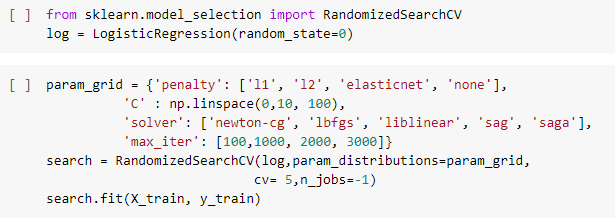 [ ] from sklearn.model_selection import RandomizedSearchCV
log = LogisticRegression(random_state=0)
[ ] param_grid = {'penalty': ['l1', 'l2', 'elasticnet', 'none'],
'C' : np.linspace(0,10, 100),
'solver': ['newton-cg', 'lbfgs', 'liblinear', 'sag', 'saga'],
'max_iter': [100,1000, 2000, 3000]}
search = RandomizedSearchCV(log,param_distributions=param_grid,
cv= 5,n_jobs=-1)
search.fit(X_train, y_train)